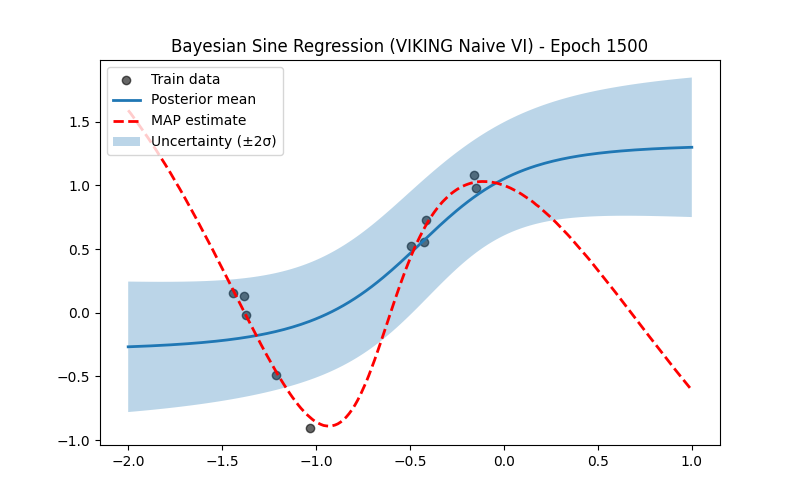 Bayesian Sine Regression (VIKING Naive VI) - Epoch 1500
Train data
Posterior mean
MAP estimate
Uncertainty (±2σ)
1.5
1.0
0.5
0.0
−0.5
−1.0
−2.0 −1.5 −1.0 −0.5 0.0 0.5 1.0